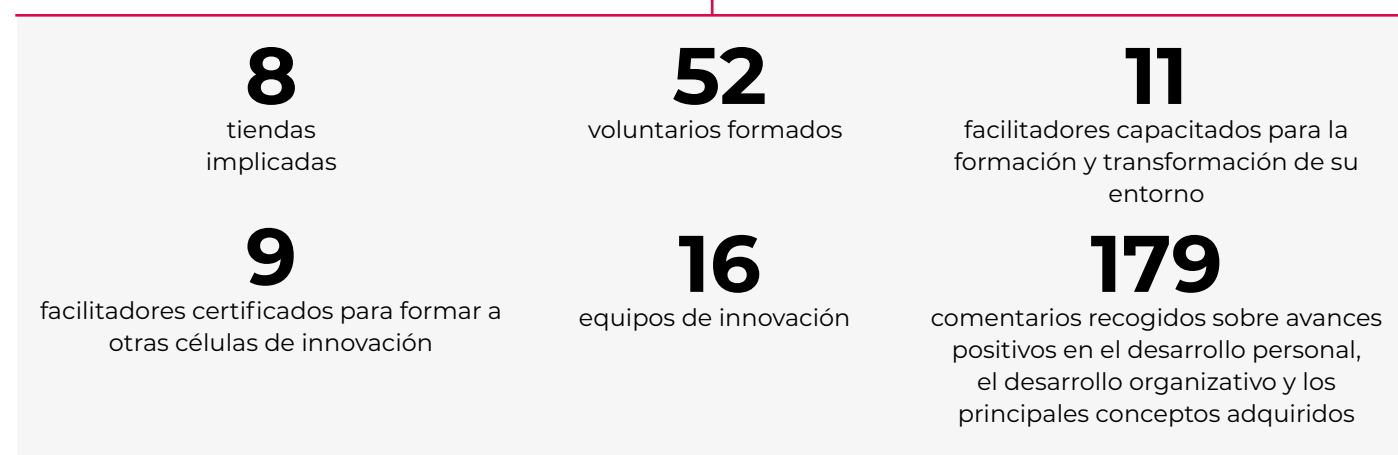 8
tiendas
implicadas
52
voluntarios formados
11
facilitadores capacitados para la
formación y transformación de su
entorno
9
facilitadores certificados para formar a
otras células de innovación
16
equipos de innovación
179
comentarios recogidos sobre avances
positivos en el desarrollo personal,
el desarrollo organizativo y los
principales conceptos adquiridos